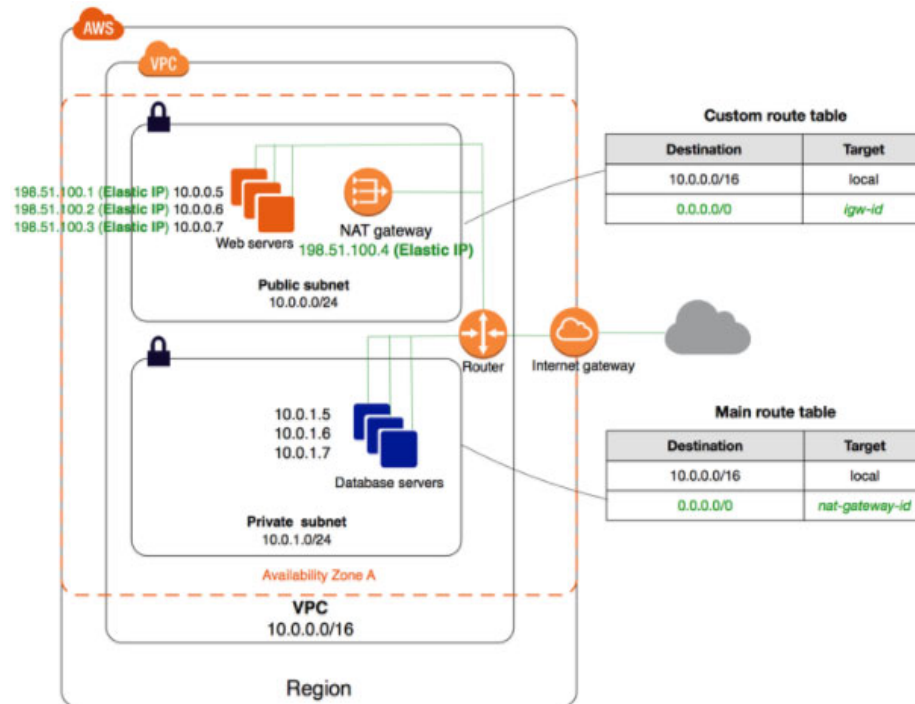 AWS
VPC
198.51.100.1 (Elastic IP) 10.0.0.5
198.51.100.2 (Elastic IP) 10.0.0.6
198.51.100.3 (Elastic IP) 10.0.0.7
Web servers
NAT gateway
198.51.100.4 (Elastic IP)
Public subnet
10.0.0.0/24
Custom route table
Destination Target
10.0.0.0/16 local
0.0.0.0/0 igw-id
Router
Internet gateway
10.0.1.5
10.0.1.6
10.0.1.7
Database servers
Private subnet
10.0.1.0/24
Main route table
Destination Target
10.0.0.0/16 local
0.0.0.0/0 nat-gateway-id
Availability Zone A
VPC
10.0.0.0/16
Region